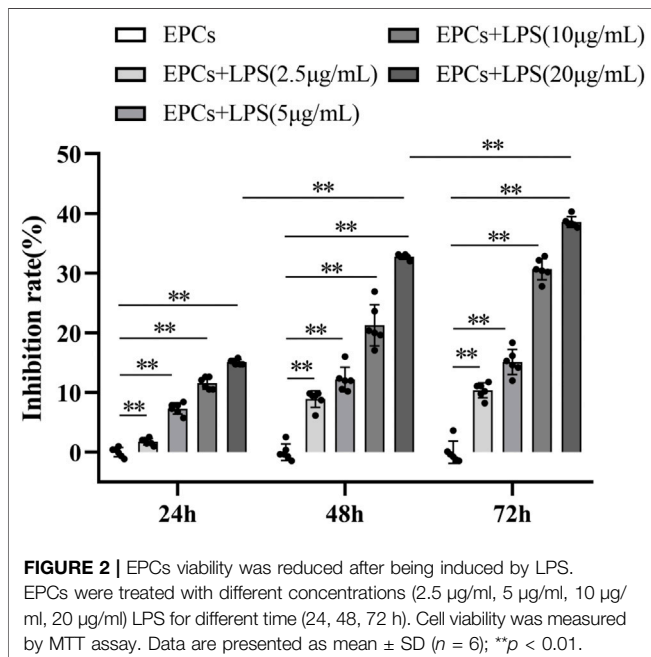 EPCs
EPCs+LPS(10μg/mL)
EPCs+LPS(2.5μg/mL)
EPCs+LPS(20μg/mL)
EPCs+LPS(5μg/mL)
Inhibition rate(%)
50
40
30
20
10
0
** ** ** **
** ** ** ** **
** ** ** ** **
24h 48h 72h
FIGURE 2 | EPCs viability was reduced after being induced by LPS.
EPCs were treated with different concentrations (2.5 μg/ml, 5 μg/ml, 10 μg/
ml, 20 μg/ml) LPS for different time (24, 48, 72 h). Cell viability was measured
by MTT assay. Data are presented as mean ± SD (n = 6); **p < 0.01.